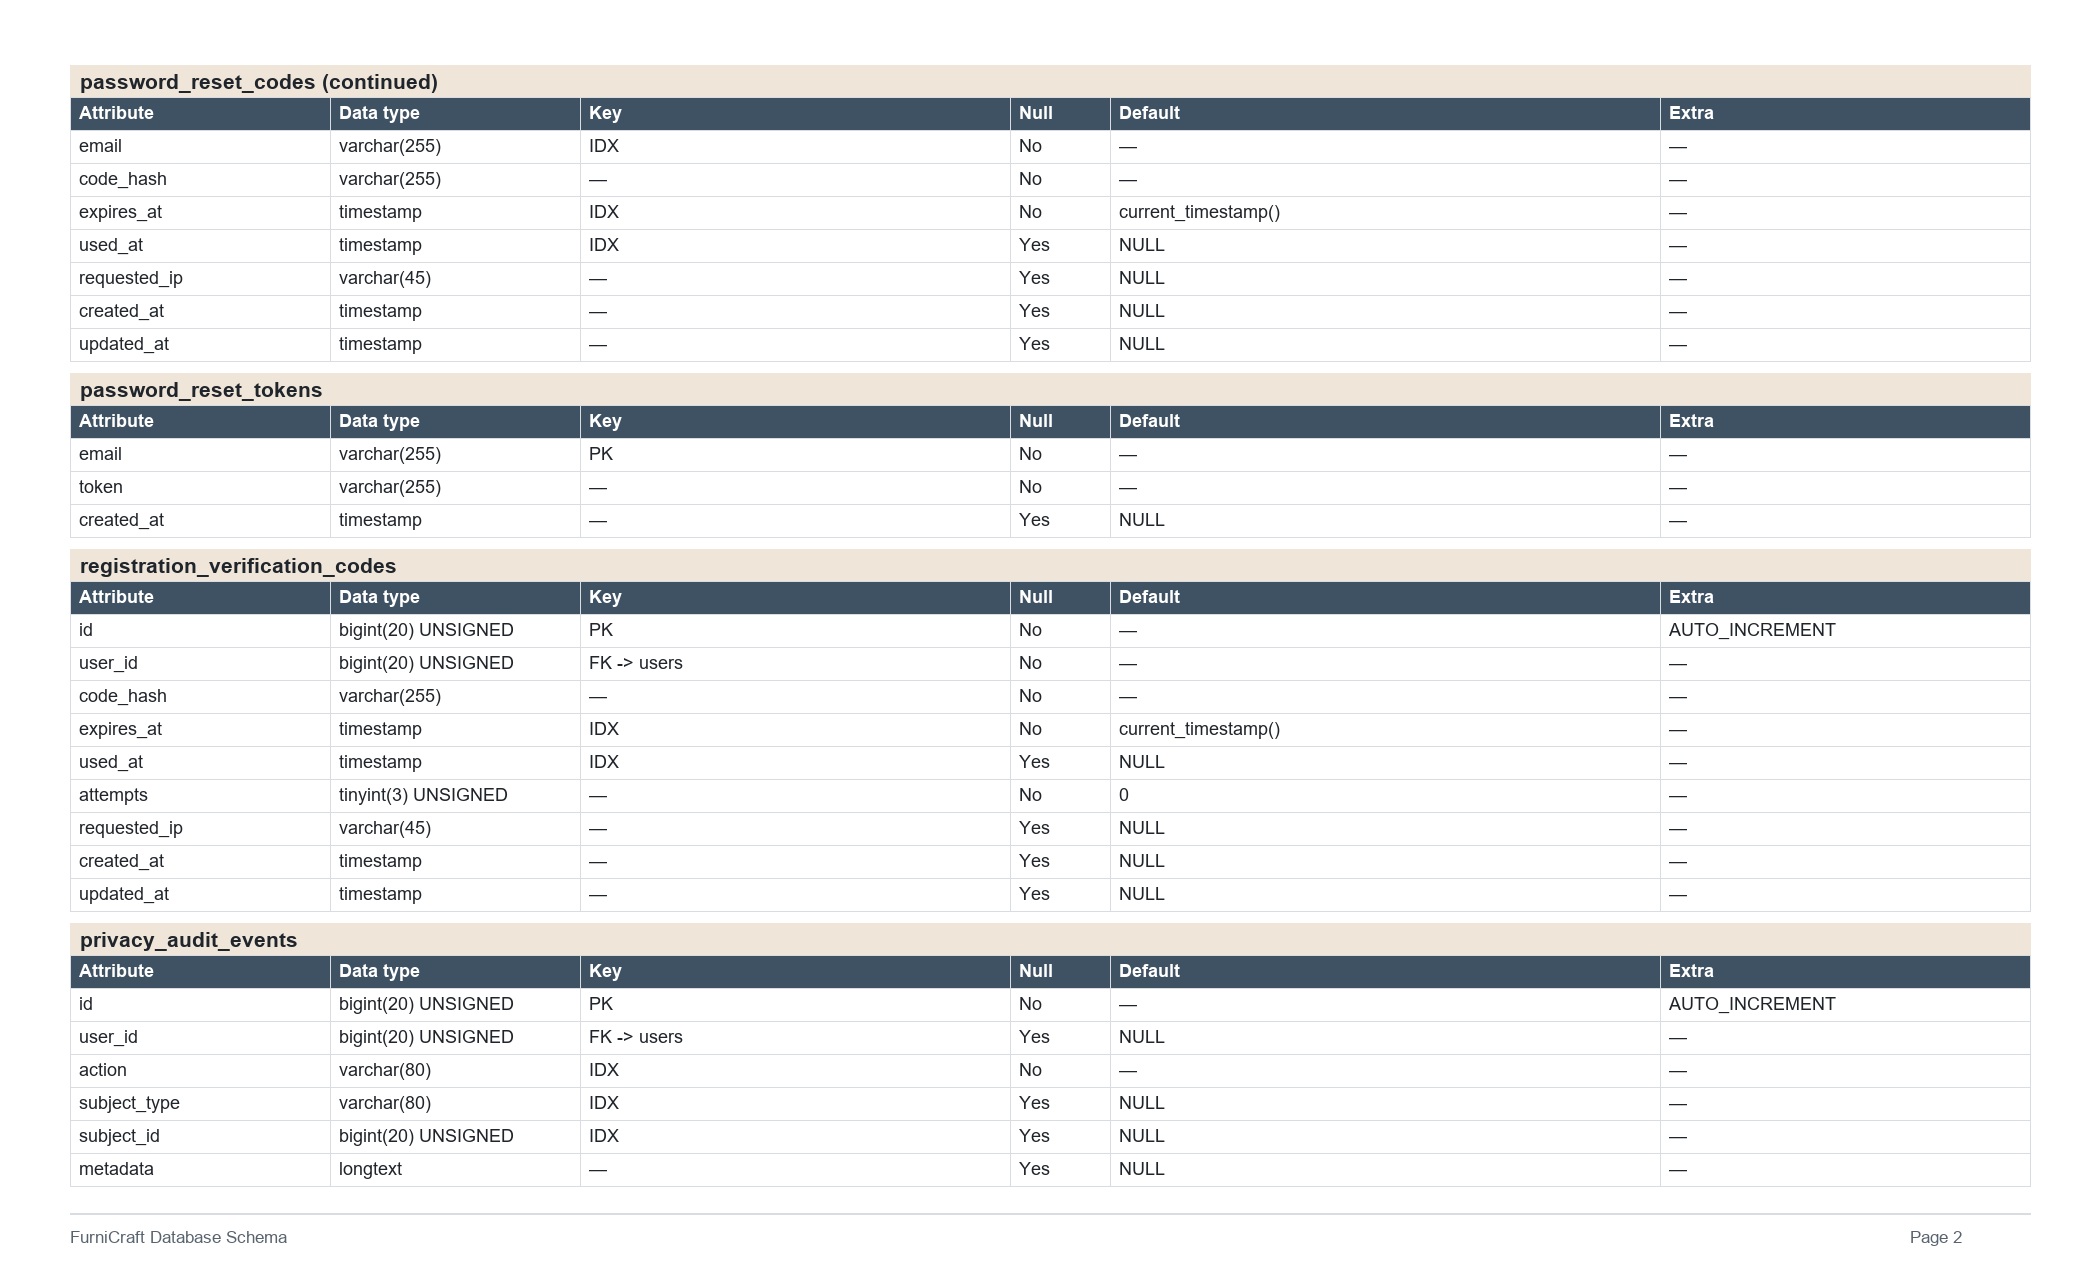 password_reset_codes (continued)
Attribute Data type Key Null Default Extra
email varchar(255) IDX No — —
code_hash varchar(255) — No — —
expires_at timestamp IDX No current_timestamp() —
used_at timestamp IDX Yes NULL —
requested_ip varchar(45) — Yes NULL —
created_at timestamp — Yes NULL —
updated_at timestamp — Yes NULL —
password_reset_tokens
Attribute Data type Key Null Default Extra
email varchar(255) PK No — —
token varchar(255) — No — —
created_at timestamp — Yes NULL —
registration_verification_codes
Attribute Data type Key Null Default Extra
id bigint(20) UNSIGNED PK No — AUTO_INCREMENT
user_id bigint(20) UNSIGNED FK -> users No — —
code_hash varchar(255) — No — —
expires_at timestamp IDX No current_timestamp() —
used_at timestamp IDX Yes NULL —
attempts tinyint(3) UNSIGNED — No 0 —
requested_ip varchar(45) — Yes NULL —
created_at timestamp — Yes NULL —
updated_at timestamp — Yes NULL —
privacy_audit_events
Attribute Data type Key Null Default Extra
id bigint(20) UNSIGNED PK No — AUTO_INCREMENT
user_id bigint(20) UNSIGNED FK -> users Yes NULL —
action varchar(80) IDX No — —
subject_type varchar(80) IDX Yes NULL —
subject_id bigint(20) UNSIGNED IDX Yes NULL —
metadata longtext — Yes NULL —
FurniCraft Database Schema Page 2